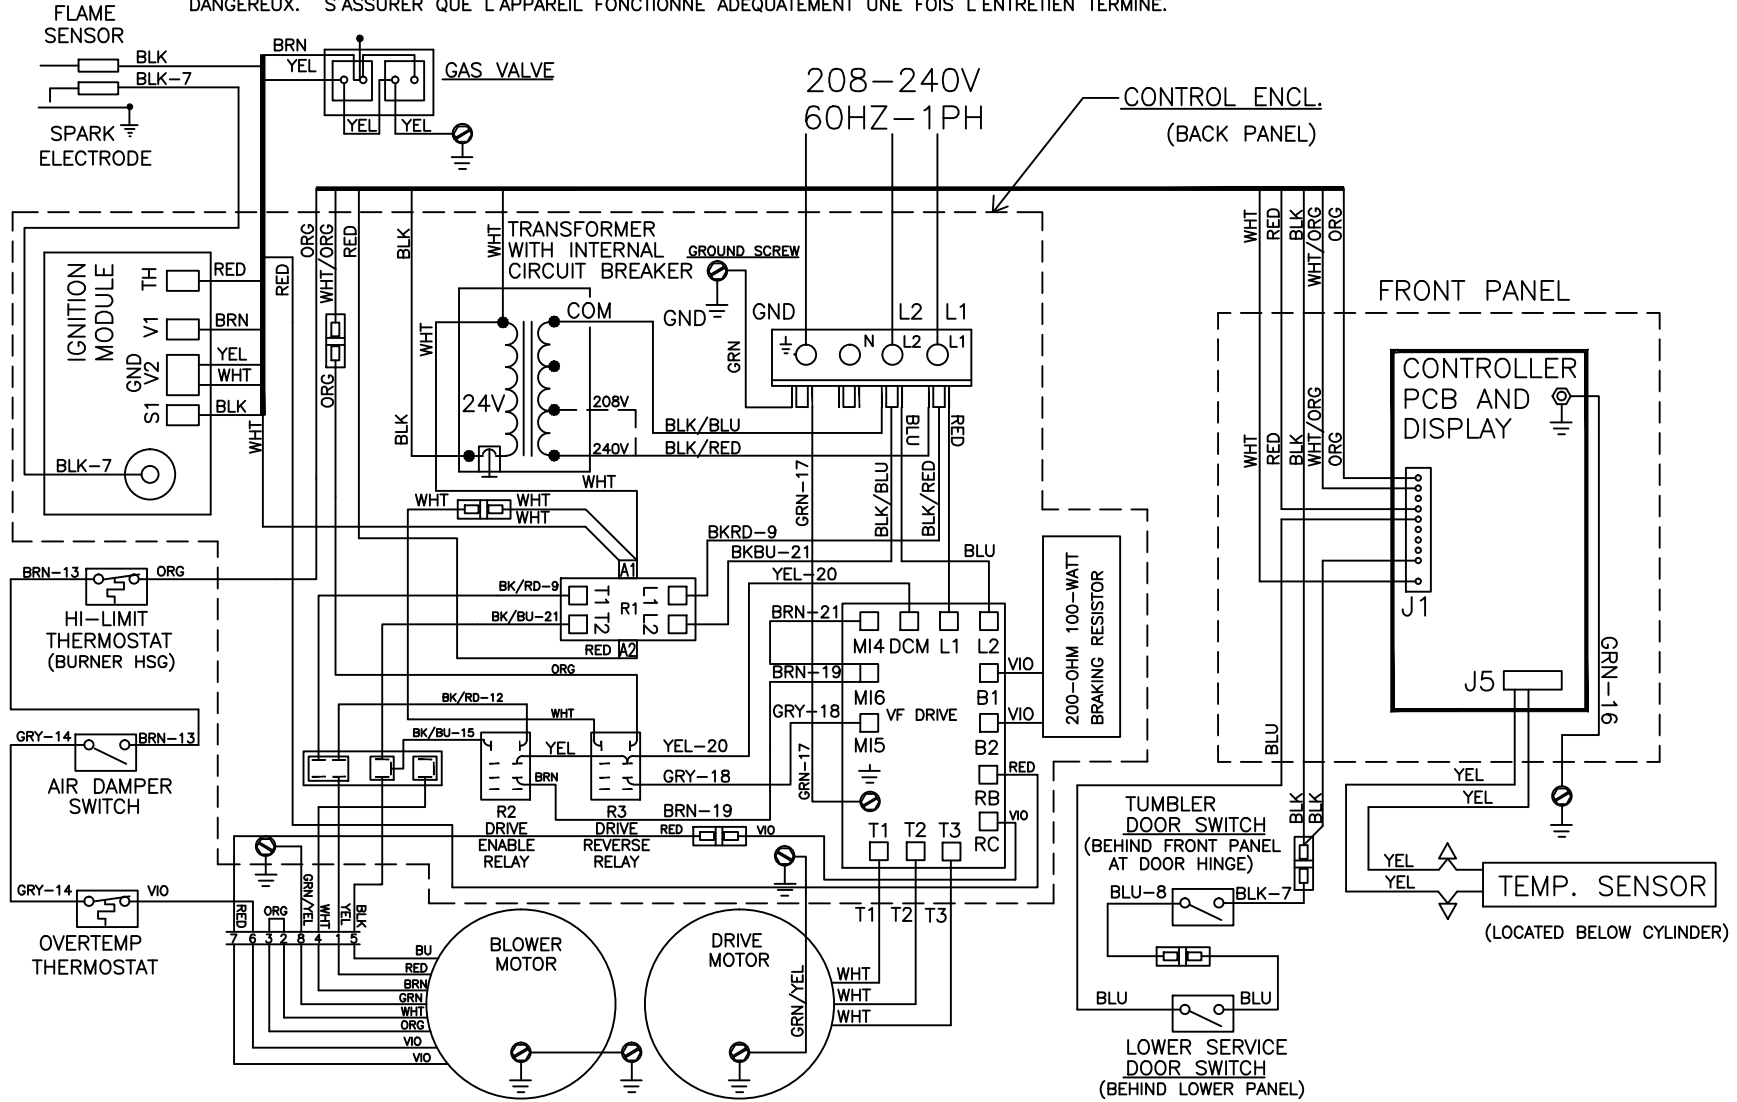 DANGEREUX. S'ASSURER QUE L'APPAREIL FONCTIONNE ADEQUATEMENT UNE FOIS L'ENTRETIEN TERMINE.
FLAME
SENSOR
BLK
BLK-7
SPARK
ELECTRODE
BRN
YEL
GAS VALVE
YEL
YEL
208-240V
60HZ-1PH
CONTROL ENCL.
(BACK PANEL)
IGNITION
MODULE
TH
V1
GND
V2
S1
RED
BRN
YEL
WHT
BLK
BLK-7
RED
WHT
ORG
WHT/ORG
RED
ORG
BLK
BLK
WHT
WHT
TRANSFORMER
WITH INTERNAL
CIRCUIT BREAKER
GROUND SCREW
COM
24V
208V
240V
GND
GND
L2
L1
N
L2
L1
GRN
BLK/BLU
BLK/RED
BLU
RED
GRN-17
BLK/BLU
BLK/RED
WHT
WHT
WHT
WHT
BKRD-9
BKBU-21
BLU
YEL-20
BRN-13
ORG
HI-LIMIT
THERMOSTAT
(BURNER HSG)
BK/RD-9
BK/BU-21
A1
T1
T2
R1
L1
L2
A2
RED
ORG
BRN-21
BRN-19
GRY-18
MI4
DCM
L1
L2
MI6
VF DRIVE
MI5
B1
B2
RB
RC
T1
T2
T3
VIO
VIO
RED
VIO
200-OHM 100-WATT
BRAKING RESISTOR
GRY-14
BRN-13
AIR DAMPER
SWITCH
BK/RD-12
BK/BU-15
WHT
YEL
BRN
YEL-20
GRY-18
BRN-19
GRN-17
R2
DRIVE
ENABLE
RELAY
R3
DRIVE
REVERSE
RELAY
RED
VIO
GRY-14
VIO
OVERTEMP
THERMOSTAT
RED
ORG
GRN/YEL
WHT
YEL
BLK
7 6 3 2 8 4 1 5
BU
RED
BRN
GRN
WHT
ORG
VIO
VIO
BLOWER
MOTOR
DRIVE
MOTOR
GRN/YEL
T1
T2
T3
WHT
WHT
WHT
WHT
RED
BLK
WHT/ORG
ORG
WHT
RED
BLK
WHT/ORG
ORG
FRONT PANEL
CONTROLLER
PCB AND
DISPLAY
J1
J5
GRN-16
BLU
YEL
YEL
BLK
BLK
TUMBLER
DOOR SWITCH
(BEHIND FRONT PANEL
AT DOOR HINGE)
BLU-8
BLK-7
YEL
YEL
TEMP. SENSOR
(LOCATED BELOW CYLINDER)
BLU
BLU
LOWER SERVICE
DOOR SWITCH
(BEHIND LOWER PANEL)